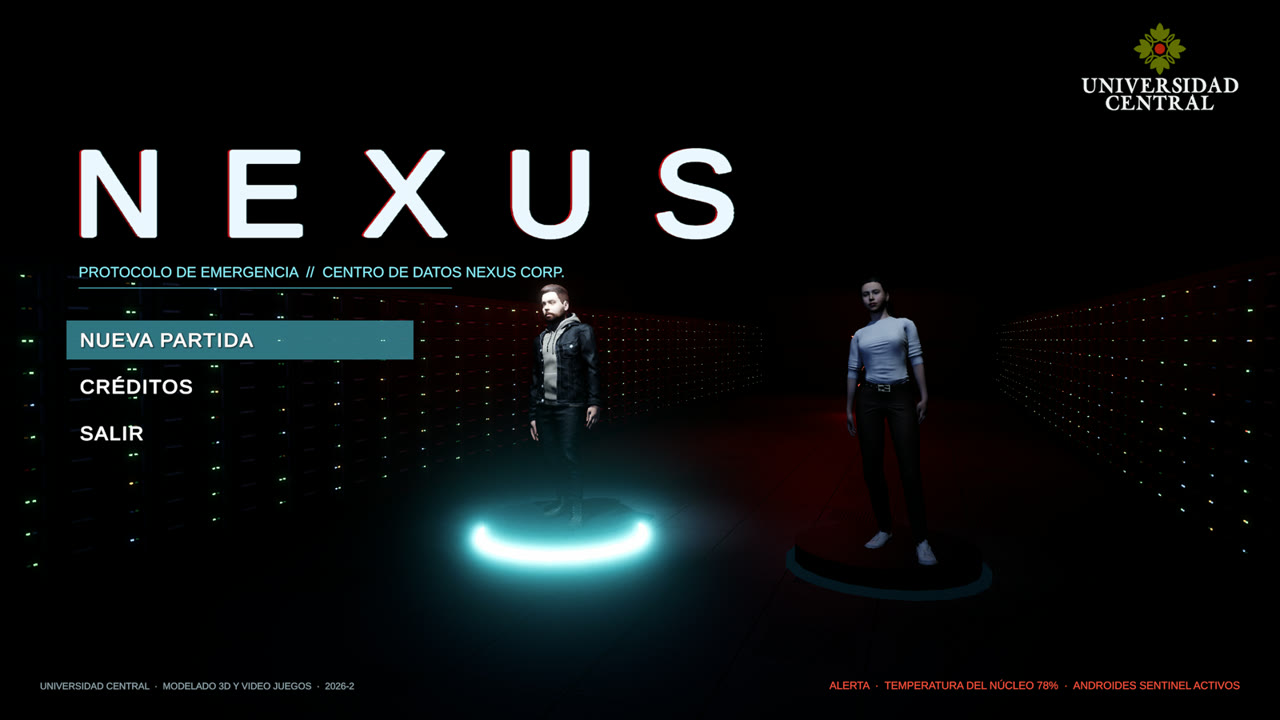 UNIVERSIDAD
CENTRAL
N E X U S
PROTOCOLO DE EMERGENCIA // CENTRO DE DATOS NEXUS CORP.
NUEVA PARTIDA
CRÉDITOS
SALIR
UNIVERSIDAD CENTRAL · MODELADO 3D Y VIDEO JUEGOS · 2026-2
ALERTA · TEMPERATURA DEL NÚCLEO 78% · ANDROIDES SENTINEL ACTIVOS